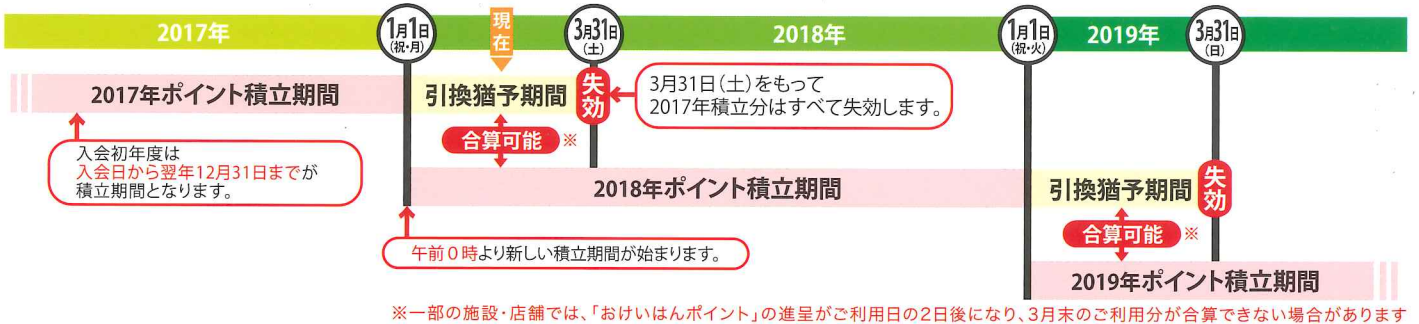 2017年
1月1日
(祝・月)
現在
3月31日
(土)
2018年
1月1日
(祝・火)
2019年
3月31日
(日)
2017年ポイント積立期間
引換猶予期間
失効
3月31日(土)をもって
2017年積立分はすべて失効します。
合算可能
※
入会初年度は
入会日から翌年12月31日までが
積立期間となります。
2018年ポイント積立期間
引換猶予期間
失効
合算可能
※
午前0時より新しい積立期間が始まります。
2019年ポイント積立期間
※一部の施設・店舗では、「おけいはんポイント」の進呈がご利用日の2日後になり、3月末のご利用分が合算できない場合があります